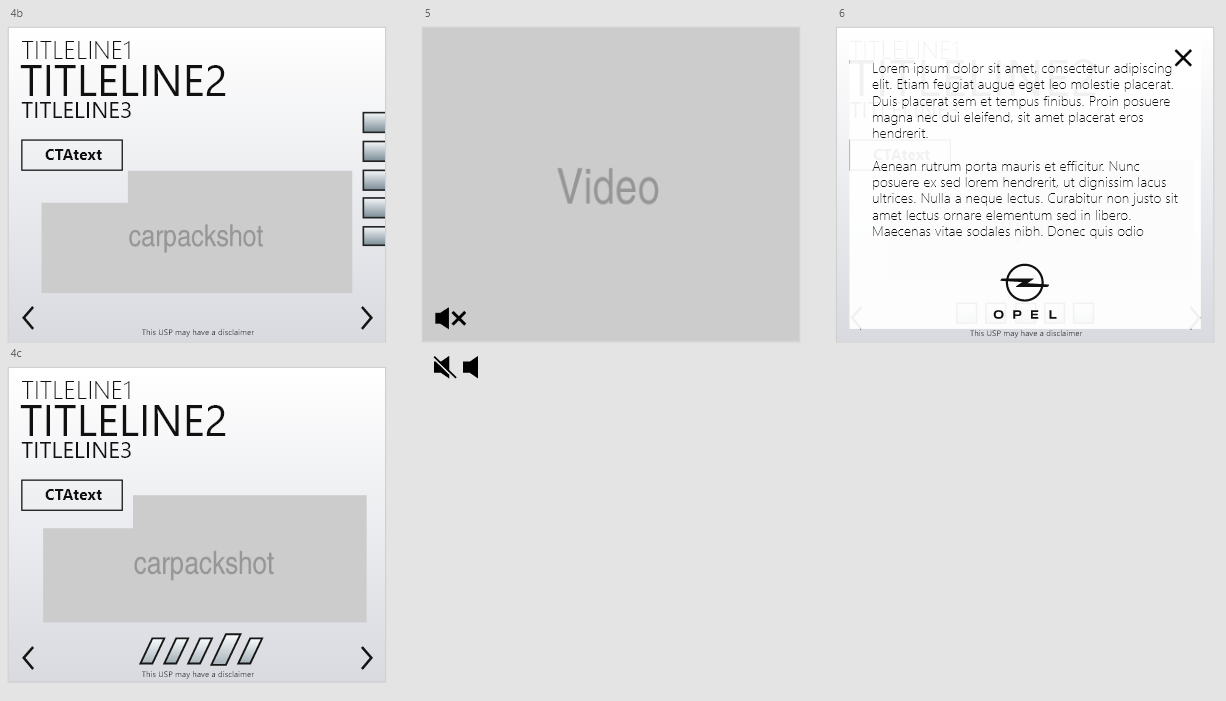 4b
TITLELINE1
TITLELINE2
TITLELINE3
CTAtext
carpackshot
This USP may have a disclaimer
5
Video
6
TITLELINE1
TITLELINE2
Lorem ipsum dolor sit amet, consectetur adipiscing
elit. Etiam feugiat augue eget leo molestie placerat.
Duis placerat sem et tempus finibus. Proin posuere
magna nec dui eleifend, sit amet placerat eros
hendrerit.
CTAtext
Aenean rutrum porta mauris et efficitur. Nunc
posuere ex sed lorem hendrerit, ut dignissim lacus
ultrices. Nulla a neque lectus. Curabitur non justo sit
amet lectus ornare elementum sed in libero.
Maecenas vitae sodales nibh. Donec quis odio
OPEL
This USP may have a disclaimer
4c
TITLELINE1
TITLELINE2
TITLELINE3
CTAtext
carpackshot
This USP may have a disclaimer